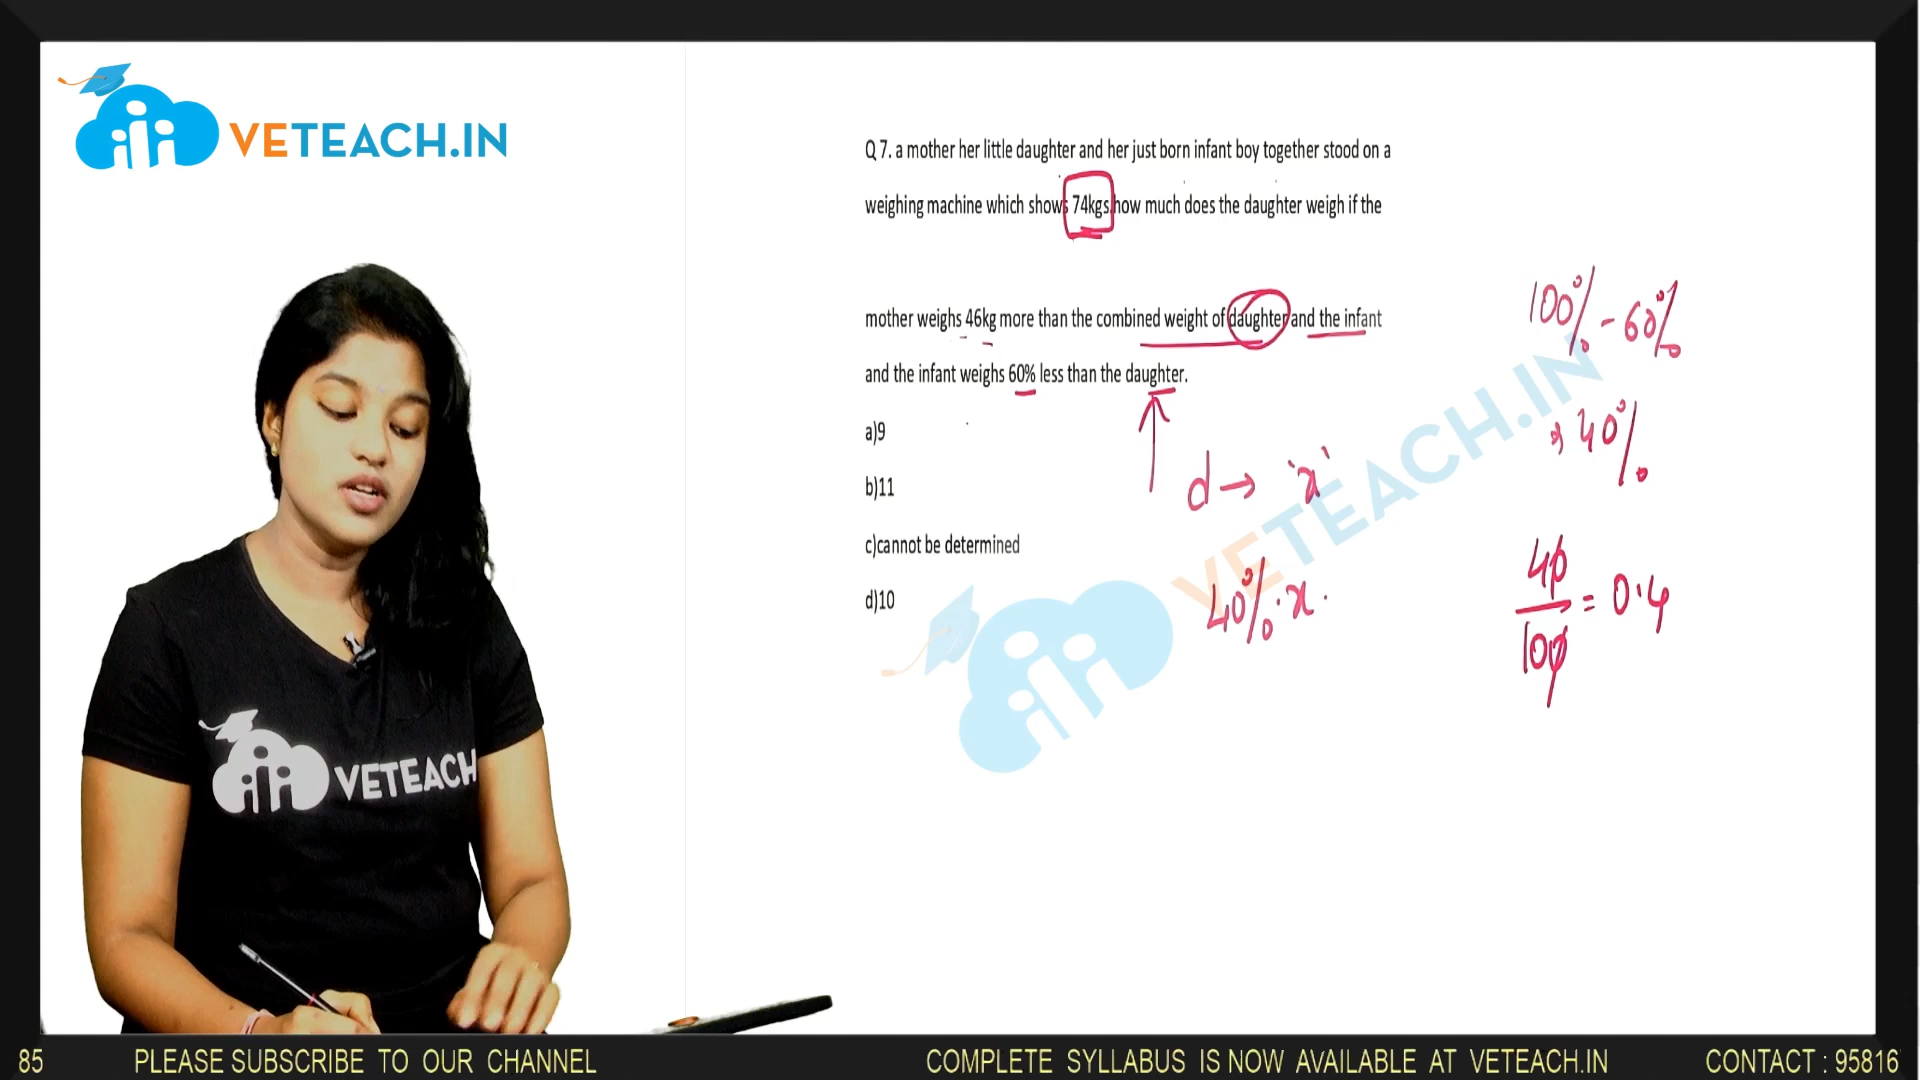 VETEACH.IN
Q 7. a mother her little daughter and her just born infant boy together stood on a
weighing machine which shows 74kgs.how much does the daughter weigh if the
mother weighs 46kg more than the combined weight of daughter and the infant
and the infant weighs 60% less than the daughter.
a)9
b)11
c)cannot be determined
d)10
100% - 60%
40%
d → 'x'
40%.x.
40/100 = 0.4
VETEACH.IN
VETEACH
85 PLEASE SUBSCRIBE TO OUR CHANNEL COMPLETE SYLLABUS IS NOW AVAILABLE AT VETEACH.IN CONTACT : 95816